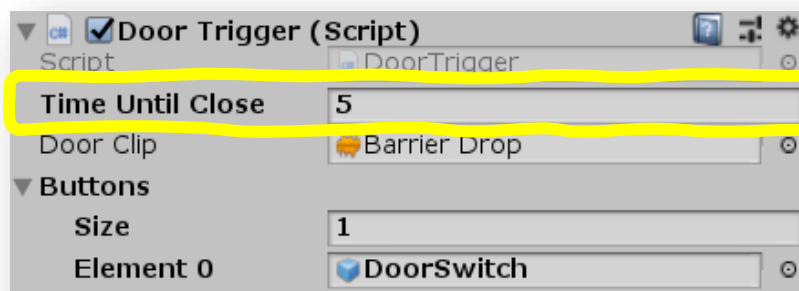 Door Trigger (Script)
Script DoorTrigger
Time Until Close 5
Door Clip Barrier Drop
Buttons
Size 1
Element 0 DoorSwitch